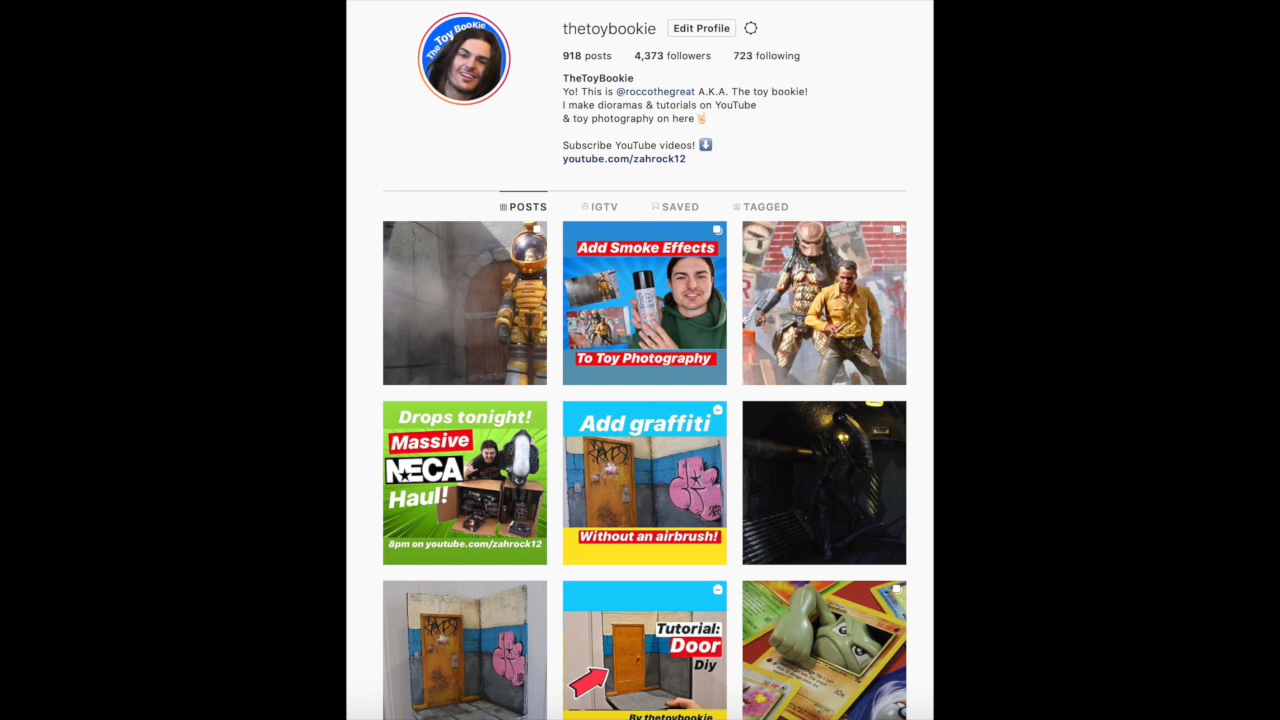 The Toy Bookie
thetoybookie
Edit Profile
918 posts 4,373 followers 723 following
TheToyBookie
Yo! This is @roccothegreat A.K.A. The toy bookie!
I make dioramas & tutorials on YouTube
& toy photography on here ✌🏻
Subscribe YouTube videos! ⬇️
youtube.com/zahrock12
POSTS IGTV SAVED TAGGED
Add Smoke Effects
To Toy Photography
Drops tonight!
Massive
NECA
Haul!
8pm on youtube.com/zahrock12
Add graffiti
Without an airbrush!
Tutorial:
Door
Diy
By thetoybookie
10x